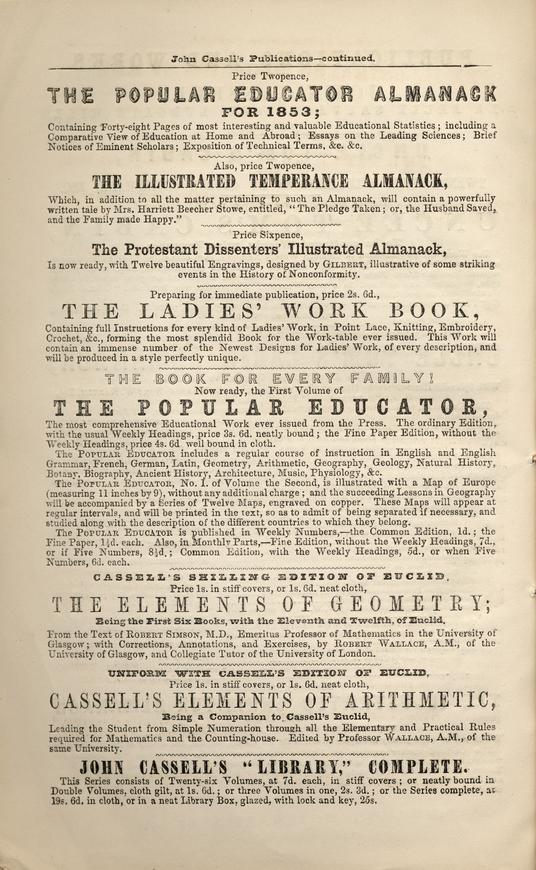 John Cassell's Publications—continued.
Price Twopence,
THE POPULAR EDUCATOR ALMANACK
FOR 1853;
Containing Forty-eight Pages of most interesting and valuable Educational Statistics; including a
Comparative View of Education at Home and Abroad; Essays on the Leading Sciences; Brief
Notices of Eminent Scholars; Exposition of Technical Terms, &c. &c.
Also, price Twopence,
THE ILLUSTRATED TEMPERANCE ALMANACK,
Which, in addition to all the matter pertaining to such an Almanack, will contain a powerfully
written tale by Mrs. Harriett Beecher Stowe, entitled, "The Pledge Taken; or, the Husband Saved,
and the Family made Happy."
Price Sixpence,
The Protestant Dissenters' Illustrated Almanack,
Is now ready, with Twelve beautiful Engravings, designed by GILBERT, illustrative of some striking
events in the History of Nonconformity.
Preparing for immediate publication, price 2s. 6d.,
THE LADIES' WORK BOOK,
Containing full Instructions for every kind of Ladies' Work, in Point Lace, Knitting, Embroidery,
Crochet, &c., forming the most splendid Book for the Work-table ever issued. This Work will
contain an immense number of the Newest Designs for Ladies' Work, of every description, and
will be produced in a style perfectly unique.
THE BOOK FOR EVERY FAMILY!
Now ready, the First Volume of
THE POPULAR EDUCATOR,
The most comprehensive Educational Work ever issued from the Press. The ordinary Edition,
with the usual Weekly Headings, price 3s. 6d. neatly bound; the Fine Paper Edition, without the
Weekly Headings, price 4s. 6d. well bound in cloth.
The POPULAR EDUCATOR includes a regular course of instruction in English and English
Grammar, French, German, Latin, Geometry, Arithmetic, Geography, Geology, Natural History,
Botany, Biography, Ancient History, Architecture, Music, Physiology, &c.
The POPULAR EDUCATOR, No. I. of Volume the Second, is illustrated with a Map of Europe
(measuring 11 inches by 9), without any additional charge; and the succeeding Lessons in Geography
will be accompanied by a Series of Twelve Maps, engraved on copper. These Maps will appear at
regular intervals, and will be printed in the text, so as to admit of being separated if necessary, and
studied along with the description of the different countries to which they belong.
The POPULAR EDUCATOR is published in Weekly Numbers,—the Common Edition, 1d.; the
Fine Paper, 1½d. each. Also, in Monthly Parts,—Fine Edition, without the Weekly Headings, 7d.,
or if Five Numbers, 8½d.; Common Edition, with the Weekly Headings, 5d., or when Five
Numbers, 6d. each.
CASSELL'S SHILLING EDITION OF EUCLID,
Price 1s. in stiff covers, or 1s. 6d. neat cloth,
THE ELEMENTS OF GEOMETRY;
Being the First Six Books, with the Eleventh and Twelfth, of Euclid,
From the Text of ROBERT SIMSON, M.D., Emeritus Professor of Mathematics in the University of
Glasgow; with Corrections, Annotations, and Exercises, by ROBERT WALLACE, A.M., of the
University of Glasgow, and Collegiate Tutor of the University of London.
UNIFORM WITH CASSELL'S EDITION OF EUCLID,
Price 1s. in stiff covers, or 1s. 6d. neat cloth,
CASSELL'S ELEMENTS OF ARITHMETIC,
Being a Companion to Cassell's Euclid,
Leading the Student from Simple Numeration through all the Elementary and Practical Rules
required for Mathematics and the Counting-house. Edited by Professor WALLACE, A.M., of the
same University.
JOHN CASSELL'S "LIBRARY," COMPLETE.
This Series consists of Twenty-six Volumes, at 7d. each, in stiff covers; or neatly bound in
Double Volumes, cloth gilt, at 1s. 6d.; or three Volumes in one, 2s. 3d.; or the Series complete, at
19s. 6d. in cloth, or in a neat Library Box, glazed, with lock and key, 25s.